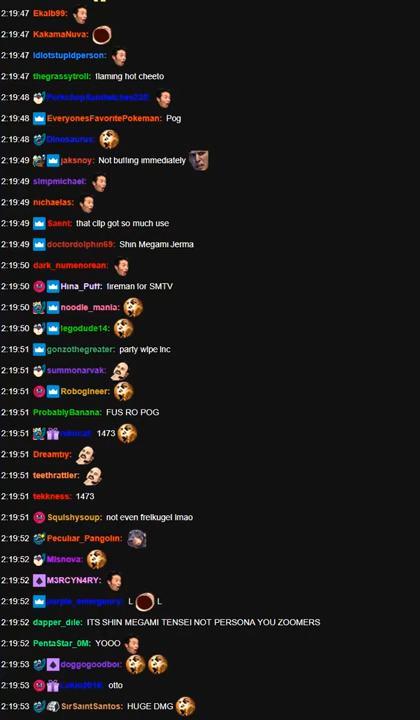 2:19:47 Ekalb99:
2:19:47 KakamaNuva:
2:19:47 idiotstupidperson:
2:19:47 thegrassytroll: flaming hot cheeto
2:19:48
2:19:48 EveryonesFavoritePokeman: Pog
2:19:48 Dinosaurus:
2:19:49 jaksnoy: Not buffing immediately
2:19:49 simpmichael:
2:19:49 nichaelas:
2:19:49 Saent: that clip got so much use
2:19:49 doctordolphin69: Shin Megami Jerma
2:19:50 dark_numenorean:
2:19:50 Hina_Puff: fireman for SMTV
2:19:50 noodle_mania:
2:19:50 legodude14:
2:19:51 gonzothegreater: party wipe inc
2:19:51 summonarvak:
2:19:51 Robogineer:
2:19:51 ProbablyBanana: FUS RO POG
2:19:51 1473
2:19:51 Dreamtiy:
2:19:51 teethrattler:
2:19:51 tekkness: 1473
2:19:51 Squishysoup: not even freikugel lmao
2:19:52 Peculiar_Pangolin:
2:19:52 Misnova:
2:19:52 M3RCYN4RY:
2:19:52 purple_emergency: L L
2:19:52 dapper_dile: ITS SHIN MEGAMI TENSEI NOT PERSONA YOU ZOOMERS
2:19:52 PentaStar_0M: YOOO
2:19:53 doggogoodboi:
2:19:53 otto
2:19:53 SirSaintSantos: HUGE DMG